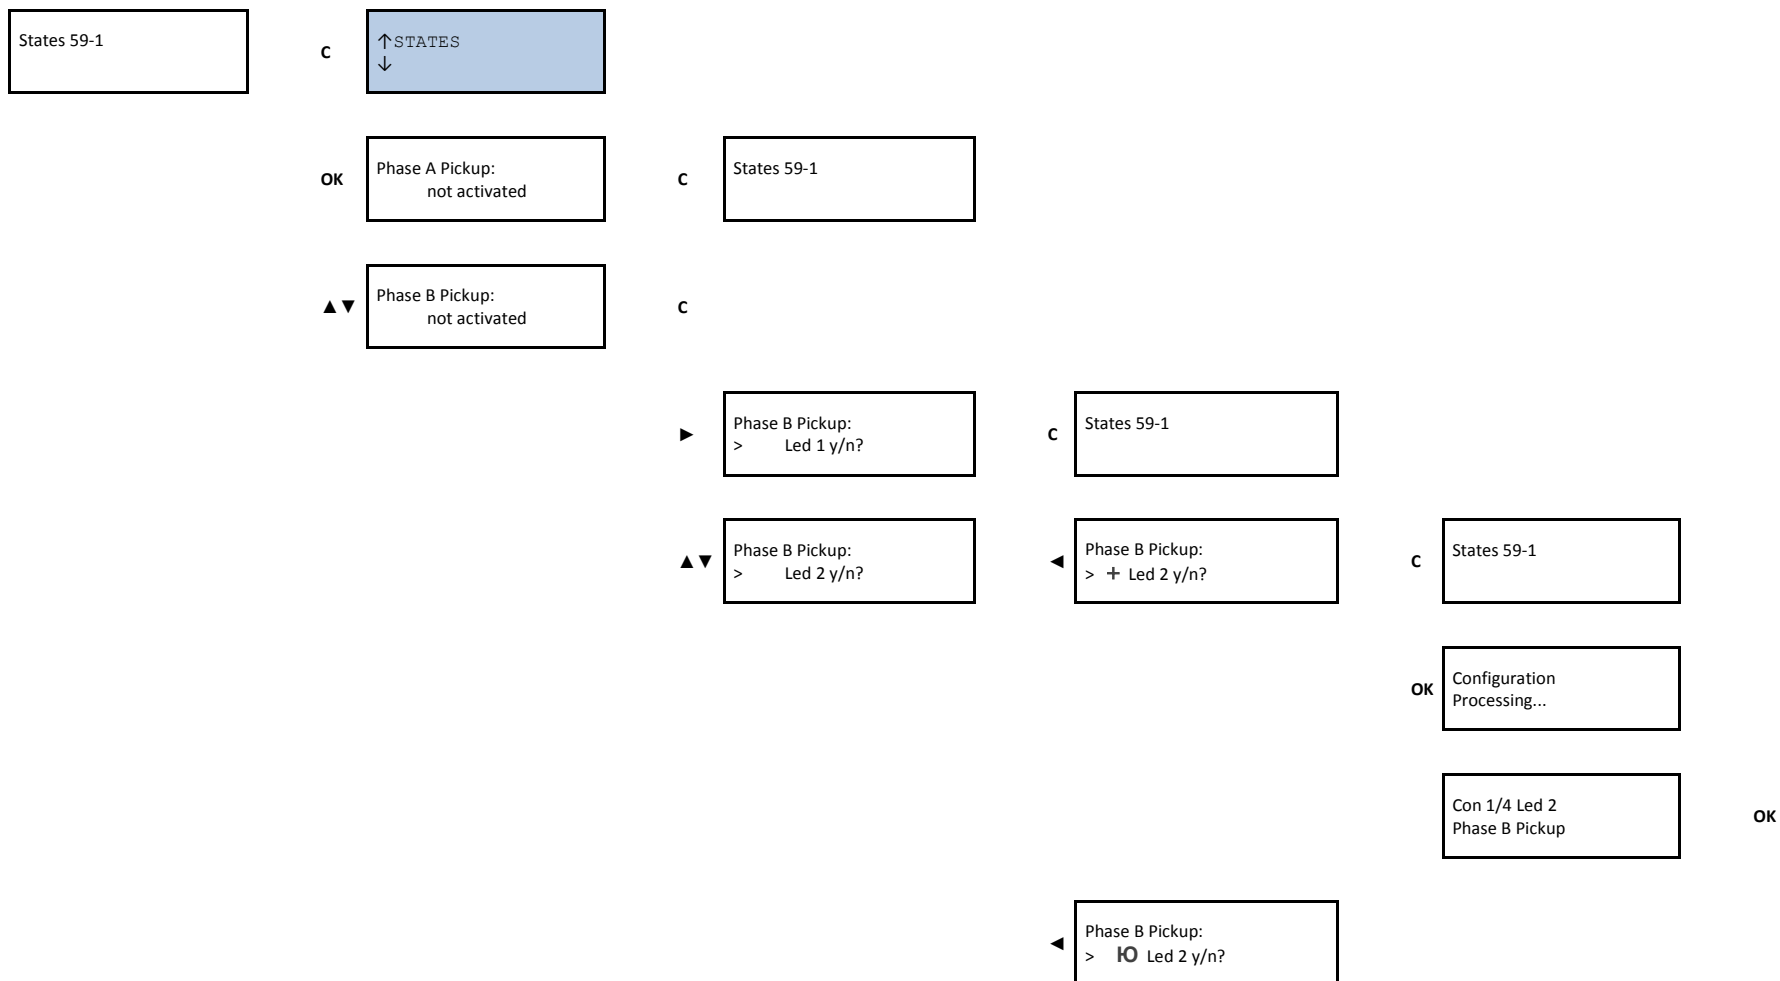 States 59-1
C
↑STATES
↓
OK
Phase A Pickup:
not activated
C
States 59-1
▲▼
Phase B Pickup:
not activated
C
►
Phase B Pickup:
> Led 1 y/n?
C
States 59-1
▲▼
Phase B Pickup:
> Led 2 y/n?
◄
Phase B Pickup:
> + Led 2 y/n?
C
States 59-1
OK
Configuration
Processing...
Con 1/4 Led 2
Phase B Pickup
OK
◄
Phase B Pickup:
> Ю Led 2 y/n?